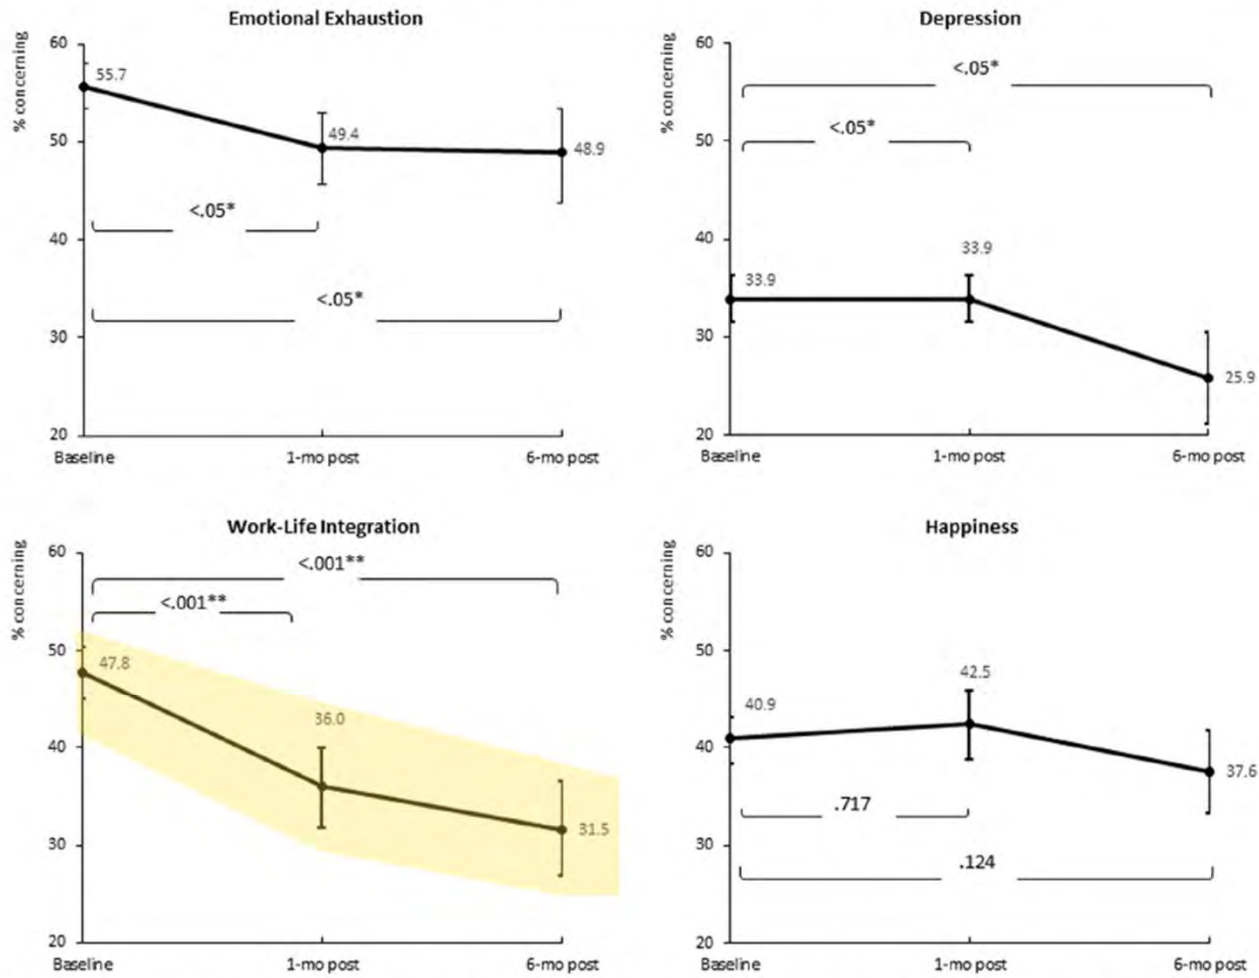 Emotional Exhaustion
% concerning
60
50
40
30
20
55.7
49.4
48.9
<.05*
<.05*
Baseline
1-mo post
6-mo post
Depression
% concerning
60
50
40
30
20
<.05*
<.05*
33.9
33.9
25.9
Baseline
1-mo post
6-mo post
Work-Life Integration
% concerning
60
50
40
30
20
<.001**
<.001**
47.8
36.0
31.5
Baseline
1-mo post
6-mo post
Happiness
% concerning
60
50
40
30
20
40.9
42.5
37.6
.717
.124
Baseline
1-mo post
6-mo post